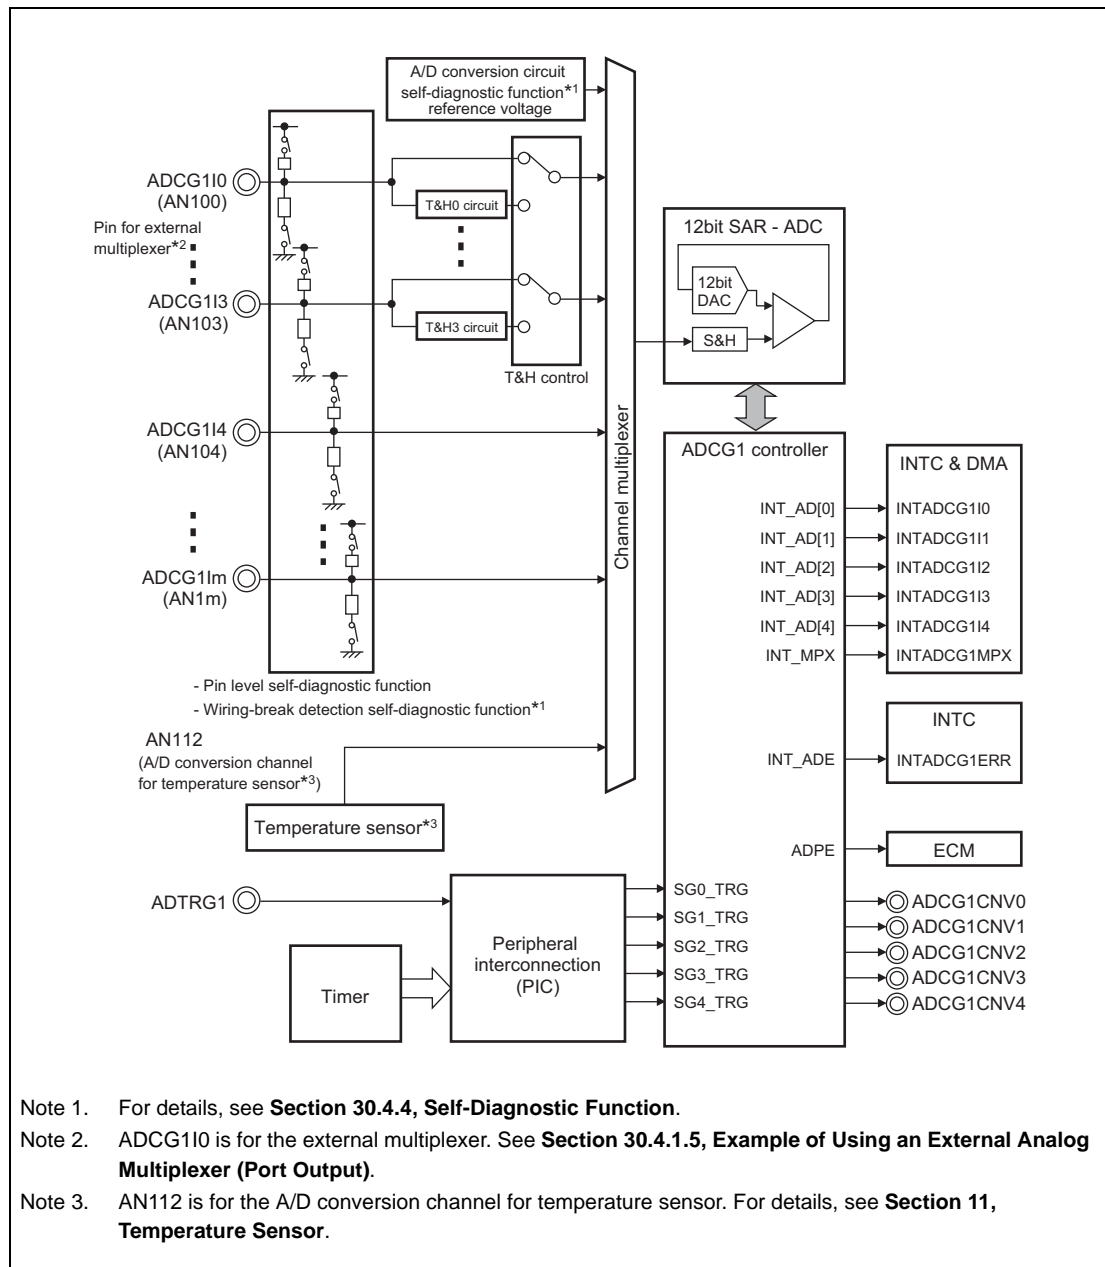 A/D conversion circuit
self-diagnostic function*1
reference voltage
ADCG1I0
(AN100)
T&H0 circuit
Pin for external
multiplexer*2
12bit SAR - ADC
12bit
DAC
S&H
ADCG1I3
(AN103)
T&H3 circuit
T&H control
Channel multiplexer
ADCG1I4
(AN104)
ADCG1Im
(AN1m)
- Pin level self-diagnostic function
- Wiring-break detection self-diagnostic function*1
AN112
(A/D conversion channel
for temperature sensor*3)
Temperature sensor*3
ADCG1 controller
INTC & DMA
INT_AD[0]
INTADCG1I0
INT_AD[1]
INTADCG1I1
INT_AD[2]
INTADCG1I2
INT_AD[3]
INTADCG1I3
INT_AD[4]
INTADCG1I4
INT_MPX
INTADCG1MPX
INTC
INT_ADE
INTADCG1ERR
ADPE
ECM
ADTRG1
Timer
Peripheral
interconnection
(PIC)
SG0_TRG
SG1_TRG
SG2_TRG
SG3_TRG
SG4_TRG
ADCG1CNV0
ADCG1CNV1
ADCG1CNV2
ADCG1CNV3
ADCG1CNV4
Note 1. For details, see Section 30.4.4, Self-Diagnostic Function.
Note 2. ADCG1I0 is for the external multiplexer. See Section 30.4.1.5, Example of Using an External Analog
Multiplexer (Port Output).
Note 3. AN112 is for the A/D conversion channel for temperature sensor. For details, see Section 11,
Temperature Sensor.